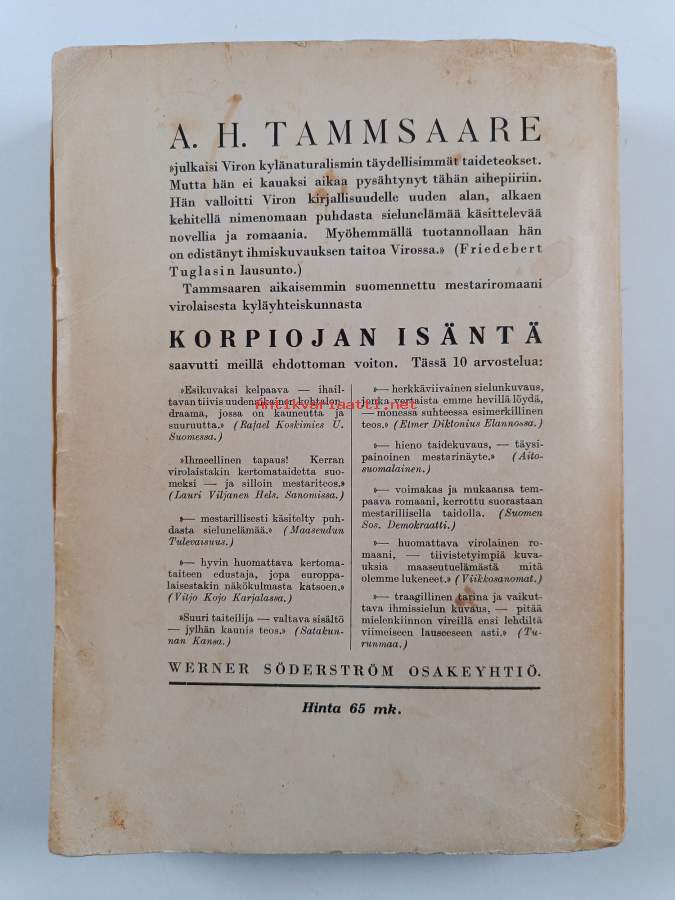 A. H. TAMMSAARE
»julkaisi Viron kylänaturalismin täydellisimmät taideteokset.
Mutta hän ei kauaksi aikaa pysähtynyt tähän aihepiiriin.
Hän valloitti Viron kirjallisuudelle uuden alan, alkaen
kehitellä nimenomaan puhdasta sielunelämää käsittelevää
novellia ja romaania. Myöhemmällä tuotannollaan hän
on edistänyt ihmiskuvauksen taitoa Virossa.» (Friedebert
Tuglasin lausunto.)
Tammsaaren aikaisemmin suomennettu mestariromaani
virolaisesta kyläyhteiskunnasta
KORPIOJAN ISÄNTÄ
saavutti meillä ehdottoman voiton. Tässä 10 arvostelua:
»Esikuvaksi kelpaava — ihail-
tavan tiivis uudenaikainen kohtalon-
draama, jossa on kauneutta ja
suuruutta.» (Rafael Koskimies U.
Suomessa.)
»Ihmeellinen tapaus! Kerran
virolaistakin kertomataidetta suo-
meksi — ja silloin mestariteos.»
(Lauri Viljanen Hels. Sanomissa.)
»— mestarillisesti käsitelty puh-
dasta sielunelämää.» (Maaseudun
Tulevaisuus.)
»— hyvin huomattava kertoma-
taiteen edustaja, jopa europpa-
laisestakin näkökulmasta katsoen.»
(Viljo Kojo Karjalassa.)
»Suuri taiteilija — valtava sisältö
— jylhän kaunis teos.» (Satakun-
nan Kansa.)
»— herkkäviivainen sielunkuvaus,
jonka vertaista emme hevillä löydä,
— monessa suhteessa esimerkillinen
teos.» (Elmer Diktonius Elannossa.)
»— hieno taidekuvaus, — täysi-
painoinen mestarinäyte.» (Aito-
suomalainen.)
»— voimakas ja mukaansa tem-
paava romaani, kerrottu suorastaan
mestarillisella taidolla. (Suomen
Sos. Demokraatti.)
»— huomattava virolainen ro-
maani, — tiivistetyimpiä kuva-
uksia maaseutuelämästä mitä
olemme lukeneet.» (Viikkosanomat.)
»— traagillinen tarina ja vaikut-
tava ihmissielun kuvaus, — pitää
mielenkiinnon vireillä ensi lehdiltä
viimeiseen lauseeseen asti.» (Tu-
runmaa.)
WERNER SÖDERSTRÖM OSAKEYHTIÖ.
Hinta 65 mk.
Antikvariaatti.net